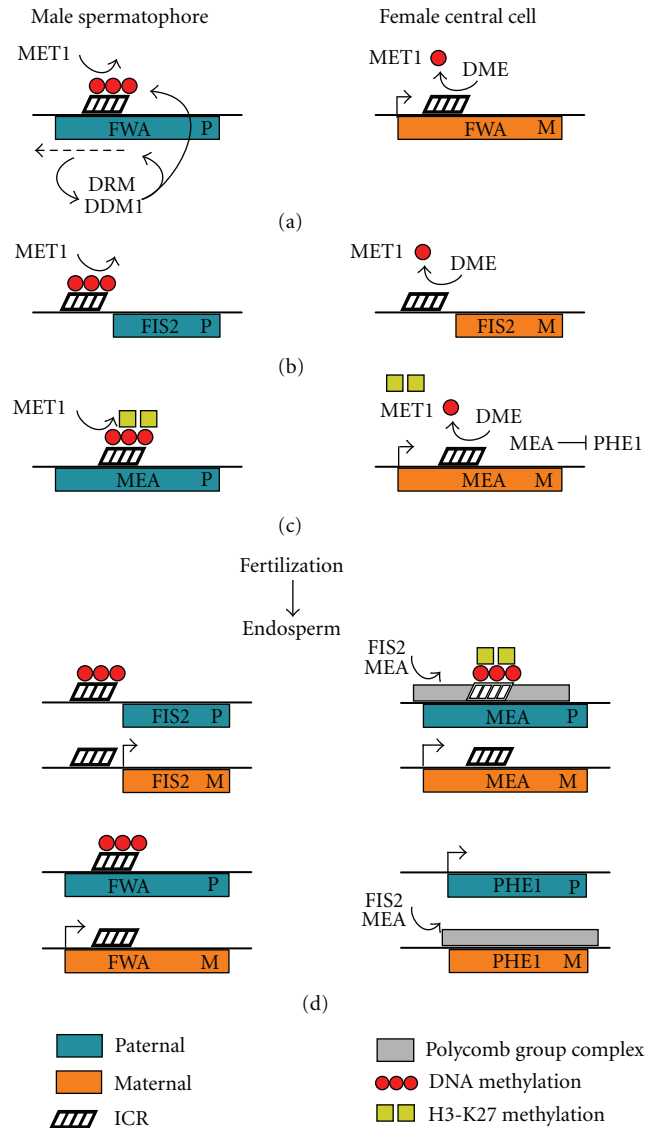 Male spermatophore
Female central cell
MET1
FWA P
DRM
DDM1
MET1
DME
FWA M
(a)
MET1
FIS2 P
MET1
DME
FIS2 M
(b)
MET1
MEA P
MET1
DME
MEA PHE1
MEA M
(c)
Fertilization
Endosperm
FIS2 P
FIS2 M
FIS2
MEA
MEA P
MEA M
FWA P
FWA M
PHE1 P
FIS2
MEA
PHE1 M
(d)
Paternal
Maternal
ICR
Polycomb group complex
DNA methylation
H3-K27 methylation